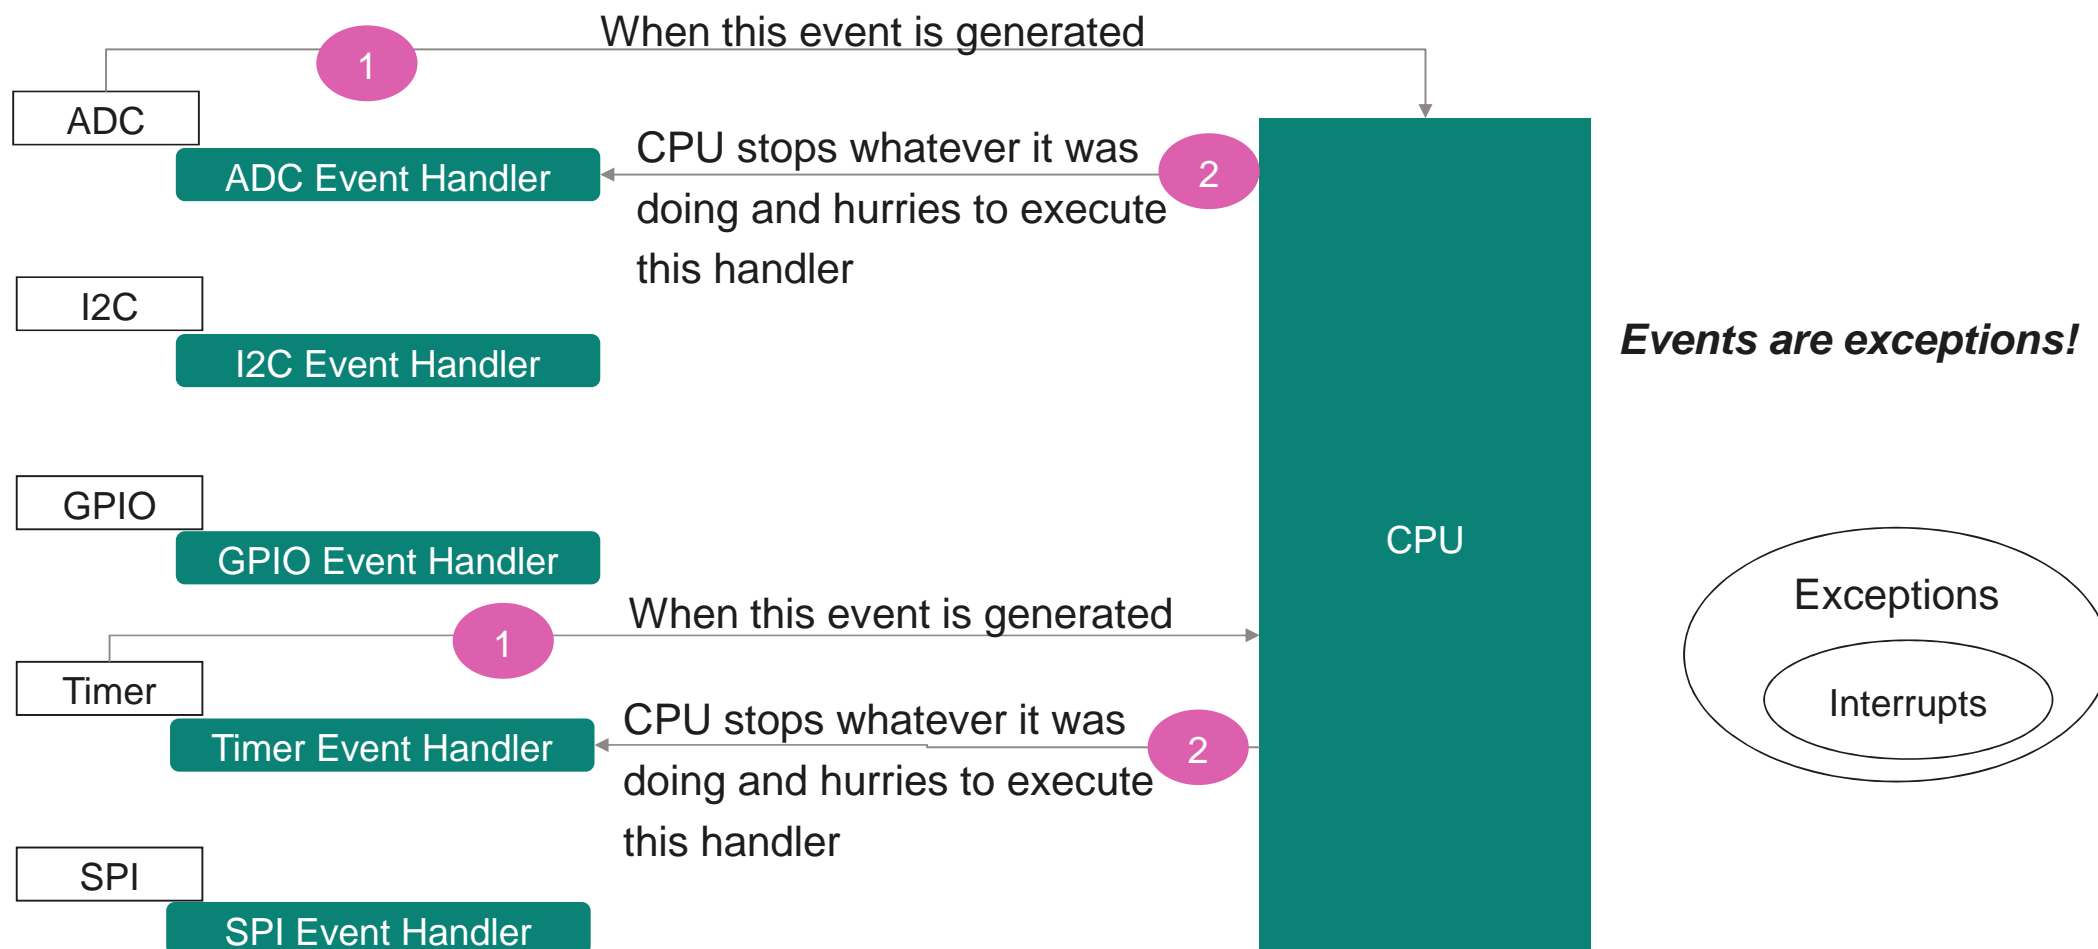 When this event is generated
1
ADC
CPU stops whatever it was
doing and hurries to execute
this handler
2
ADC Event Handler
I2C
I2C Event Handler
Events are exceptions!
GPIO
GPIO Event Handler
CPU
Exceptions
Interrupts
When this event is generated
1
Timer
CPU stops whatever it was
doing and hurries to execute
this handler
2
Timer Event Handler
SPI
SPI Event Handler